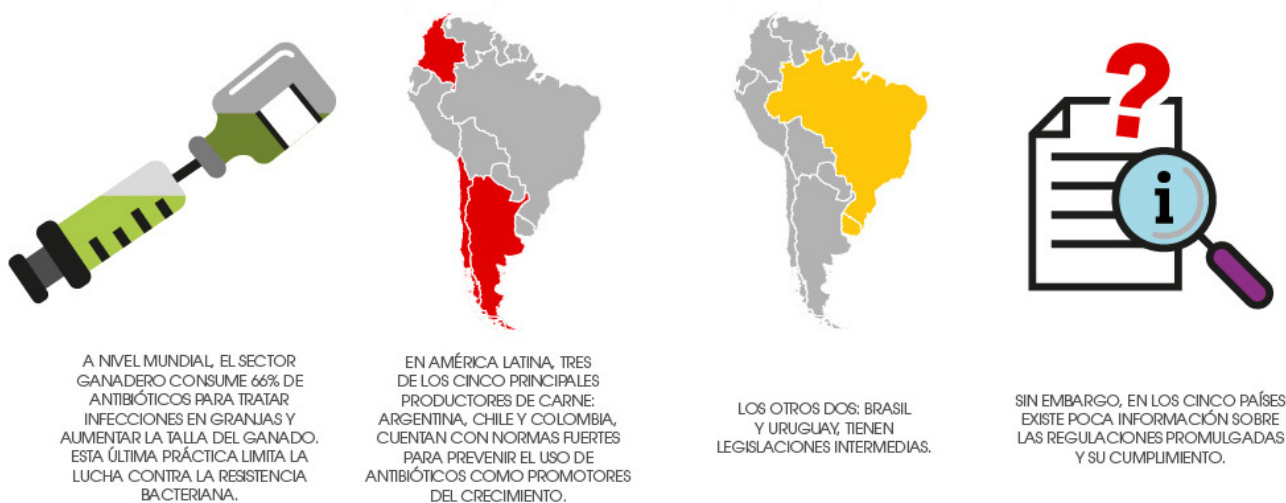 ?
i
A NIVEL MUNDIAL, EL SECTOR
GANADERO CONSUME 66% DE
ANTIBIÓTICOS PARA TRATAR
INFECCIONES EN GRANJAS Y
AUMENTAR LA TALLA DEL GANADO.
ESTA ÚLTIMA PRÁCTICA LIMITA LA
LUCHA CONTRA LA RESISTENCIA
BACTERIANA.
EN AMÉRICA LATINA, TRES
DE LOS CINCO PRINCIPALES
PRODUCTORES DE CARNE:
ARGENTINA, CHILE Y COLOMBIA,
CUENTAN CON NORMAS FUERTES
PARA PREVENIR EL USO DE
ANTIBIÓTICOS COMO PROMOTORES
DEL CRECIMIENTO.
LOS OTROS DOS: BRASIL
Y URUGUAY, TIENEN
LEGISLACIONES INTERMEDIAS.
SIN EMBARGO, EN LOS CINCO PAÍSES
EXISTE POCA INFORMACIÓN SOBRE
LAS REGULACIONES PROMULGADAS
Y SU CUMPLIMIENTO.